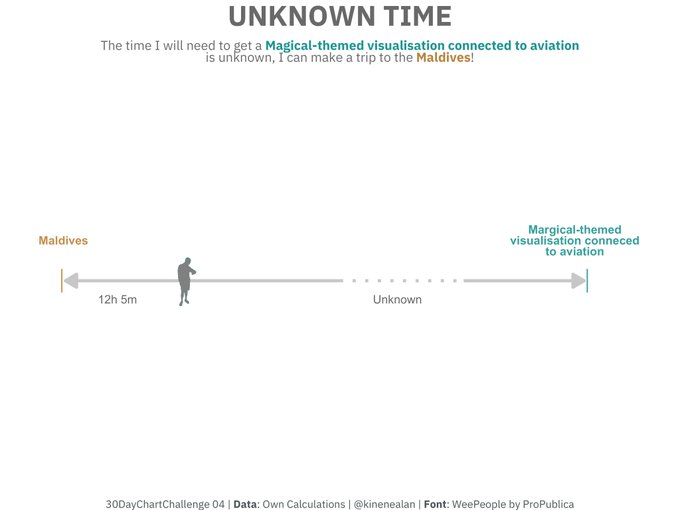 UNKNOWN TIME
The time I will need to get a Magical-themed visualisation connected to aviation
is unknown, I can make a trip to the Maldives!
Maldives
Margical-themed
visualisation conneced
to aviation
12h 5m
Unknown
30DayChartChallenge 04 | Data: Own Calculations | @kinenealan | Font: WeePeople by ProPublica